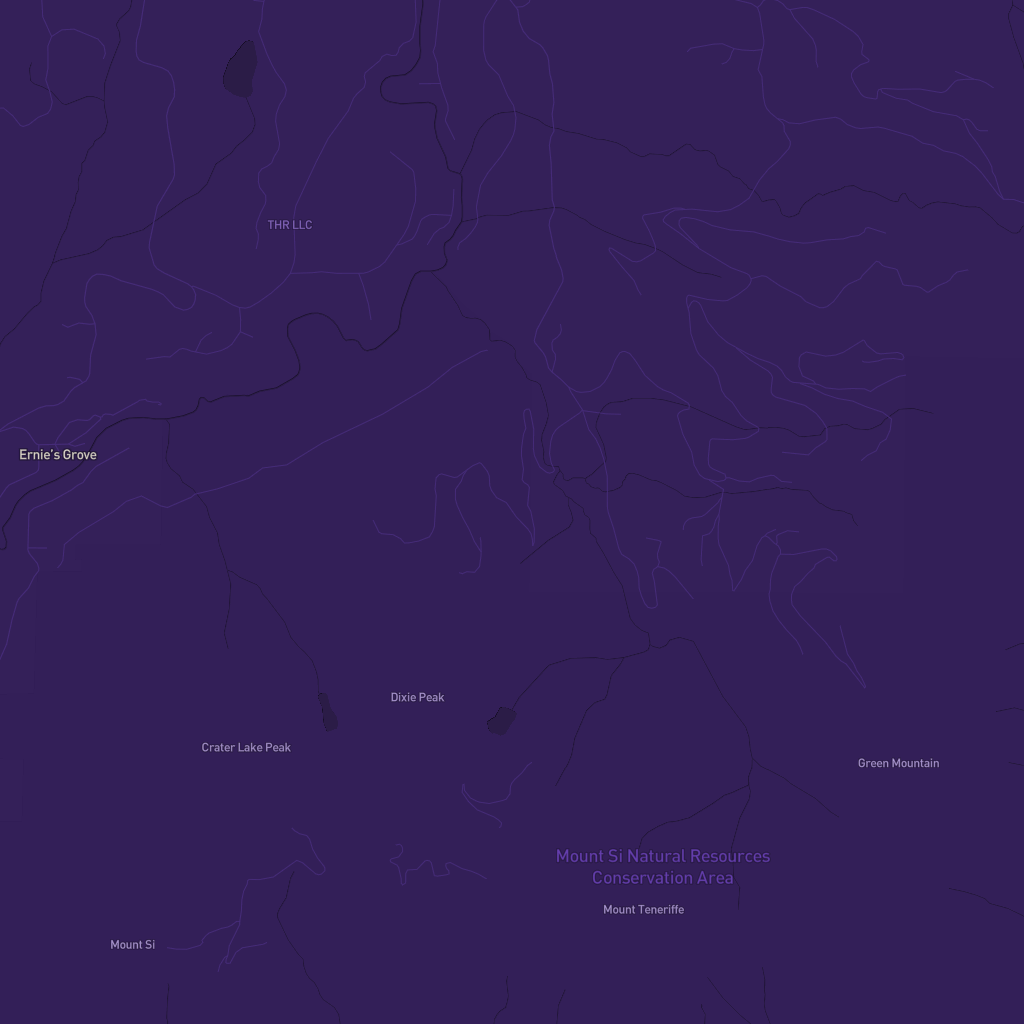 THR LLC
Ernie's Grove
Dixie Peak
Crater Lake Peak
Green Mountain
Mount Si Natural Resources
Conservation Area
Mount Teneriffe
Mount Si